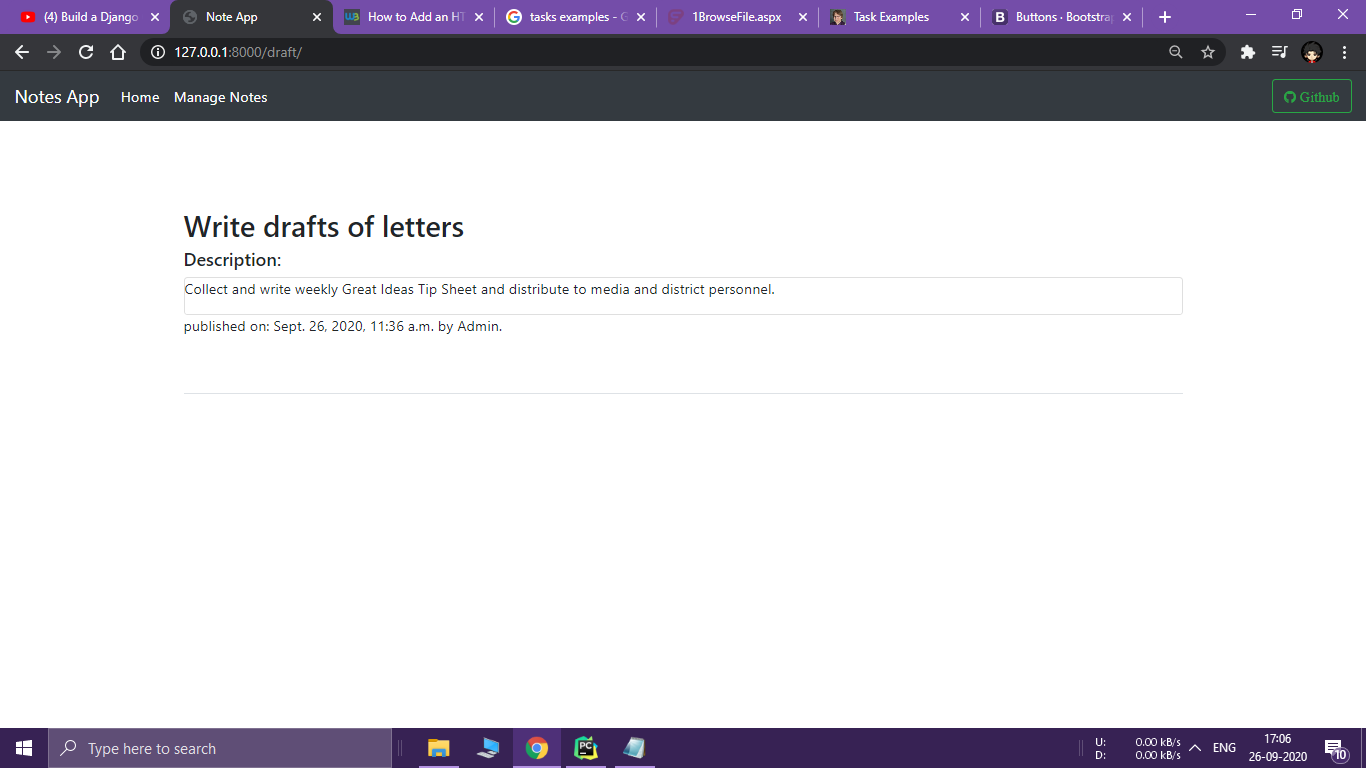 (4) Build a Django
Note App
How to Add an HT
tasks examples - G
1BrowseFile.aspx
Task Examples
B Buttons · Bootstrap
127.0.0.1:8000/draft/
Notes App Home Manage Notes Github
Write drafts of letters
Description:
Collect and write weekly Great Ideas Tip Sheet and distribute to media and district personnel.
published on: Sept. 26, 2020, 11:36 a.m. by Admin.
Type here to search
PC
U: 0.00 kB/s
D: 0.00 kB/s
ENG
17:06
26-09-2020
10